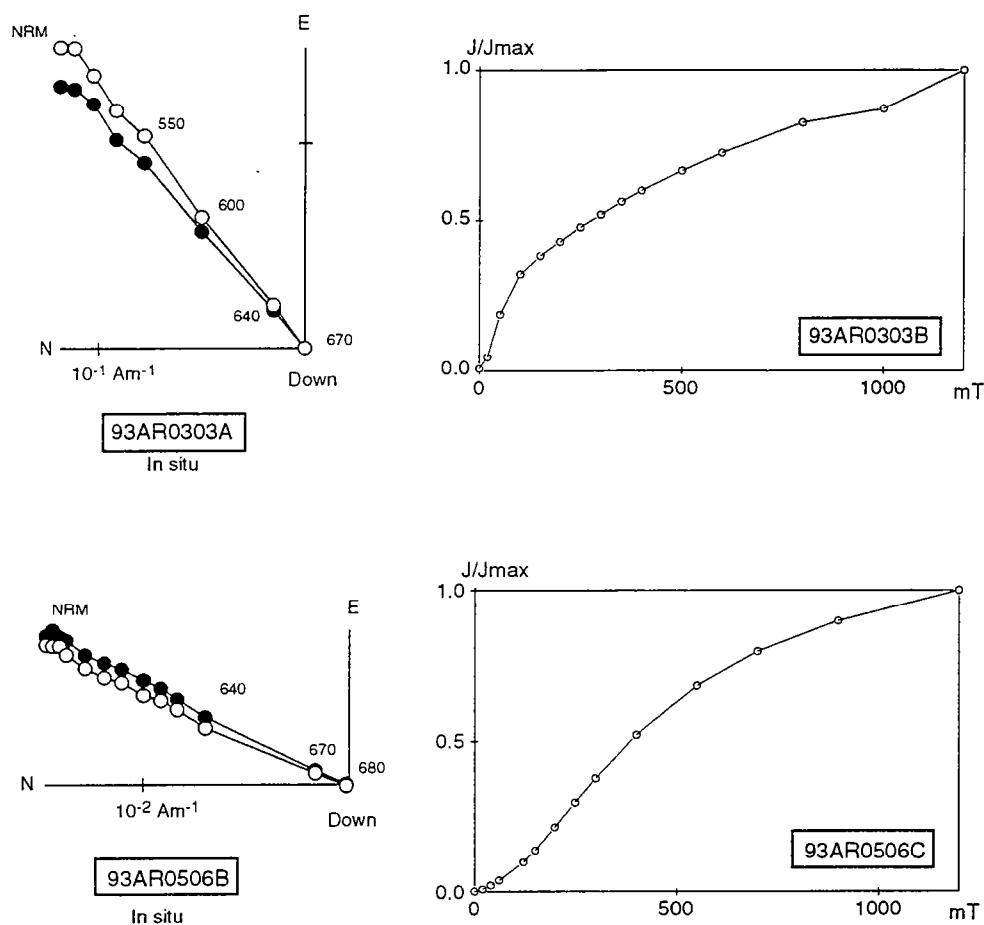 E
NRM
550
600
640
N
670
10-1 Am-1
Down
93AR0303A
In situ
J/Jmax
1.0
0.5
0.0
93AR0303B
0
500
1000
mT
NRM
E
640
670
680
N
10-2 Am-1
Down
93AR0506B
In situ
J/Jmax
1.0
0.5
0.0
93AR0506C
0
500
1000
mT